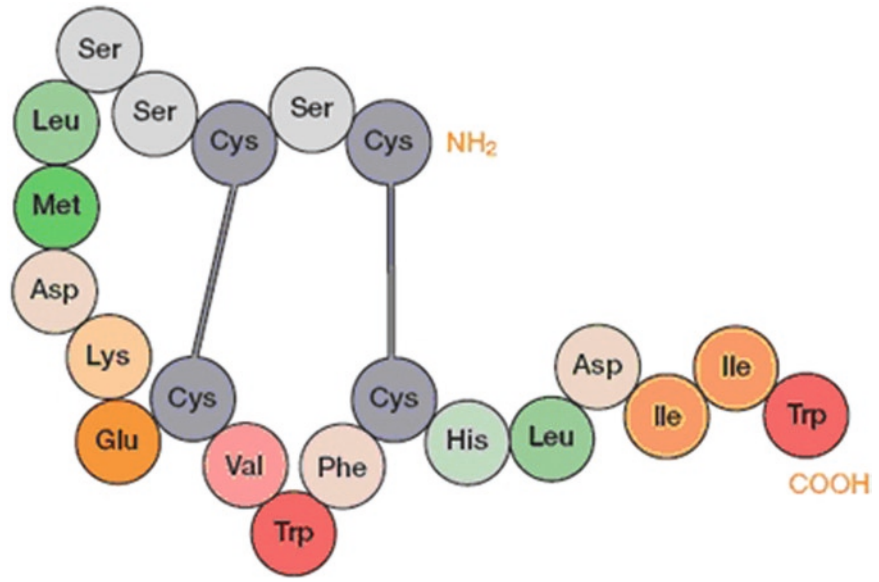 Ser
Leu
Ser
Cys
Ser
Cys
NH₂
Met
Asp
Lys
Glu
Cys
Val
Trp
Phe
Cys
His
Leu
Asp
Ile
Ile
Trp
COOH